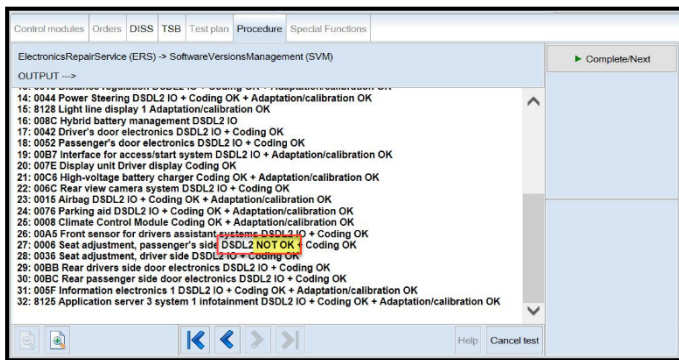 Control modules Orders DISS TSB Test plan Procedure Special Functions
ElectronicsRepairService (ERS) -> SoftwareVersionsManagement (SVM)
Complete/Next
OUTPUT --->
14: 0044 Power Steering DSDL2 IO + Coding OK + Adaptation/calibration OK
15: 8128 Light line display 1 Adaptation/calibration OK
16: 008C Hybrid battery management DSDL2 IO
17: 0042 Driver's door electronics DSDL2 IO + Coding OK
18: 0052 Passenger's door electronics DSDL2 IO + Coding OK
19: 00B7 Interface for access/start system DSDL2 IO + Adaptation/calibration OK
20: 007E Display unit Driver display Coding OK
21: 00C6 High-voltage battery charger Coding OK + Adaptation/calibration OK
22: 006C Rear view camera system DSDL2 IO + Coding OK
23: 0015 Airbag DSDL2 IO + Coding OK + Adaptation/calibration OK
24: 0076 Parking aid DSDL2 IO + Coding OK + Adaptation/calibration OK
25: 0008 Climate Control Module Coding OK + Adaptation/calibration OK
26: 00A5 Front sensor for drivers assistant systems DSDL2 IO + Coding OK
27: 0006 Seat adjustment, passenger's side DSDL2 NOT OK + Coding OK
28: 0036 Seat adjustment, driver side DSDL2 IO + Coding OK
29: 00BB Rear drivers side door electronics DSDL2 IO + Coding OK
30: 00BC Rear passenger side door electronics DSDL2 IO + Coding OK
31: 005F Information electronics 1 DSDL2 IO + Coding OK + Adaptation/calibration OK
32: 8125 Application server 3 system 1 infotainment DSDL2 IO + Coding OK + Adaptation/calibration OK
Help Cancel test